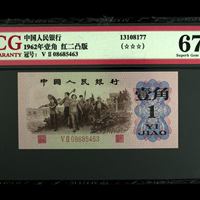 CG
GRADING
中国人民银行
1962年壹角 红二凸版
冠号: V II 08685463
13108177
(☆☆☆)
67
Superb Gem
中国人民银行
壹角
1
YI
JIAO
V II 08685463